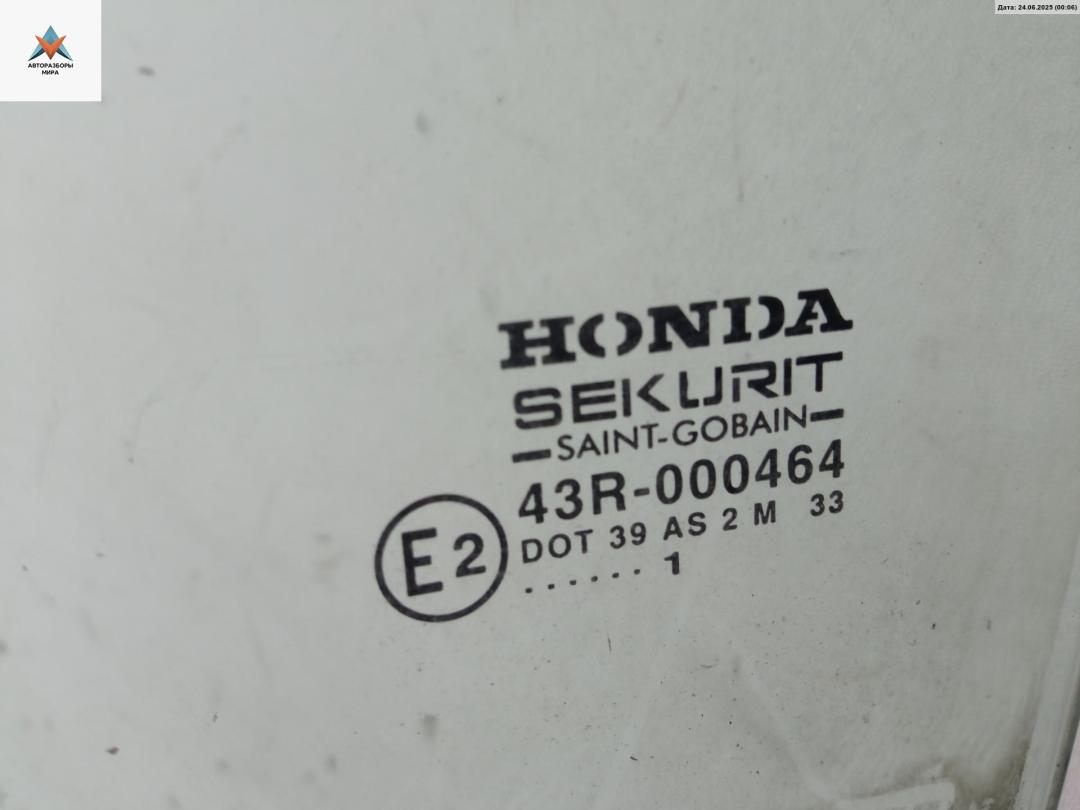 Дата: 24.06.2025 (00:06)
АВТОРАЗБОРЫ
МИРА
HONDA
SEKURIT
SAINT-GOBAIN
43R-000464
E2
DOT 39 AS 2 M 33
. . . . . . 1